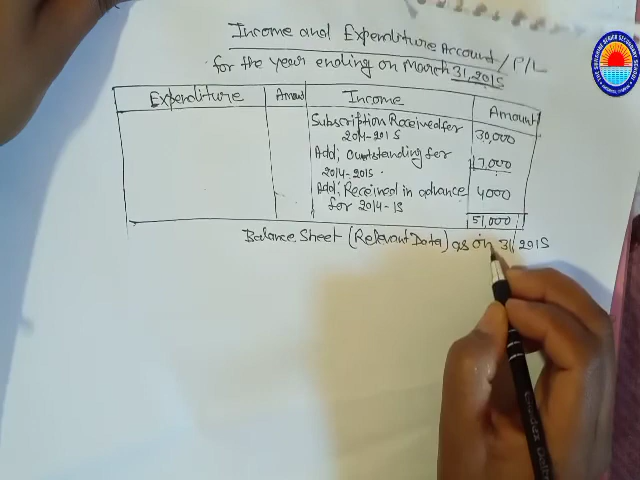 Income and Expenditure Account / P/L
for the year ending on March 31, 2015
Expenditure Amount Income Amount
Subscription Received for 30,000
2014-2015
Add; Outstanding for 17,000
2014-2015.
Add; Received in advance 4000
for 2014-15
51,000
Balance Sheet (Relevant Data) as on 31, 2015